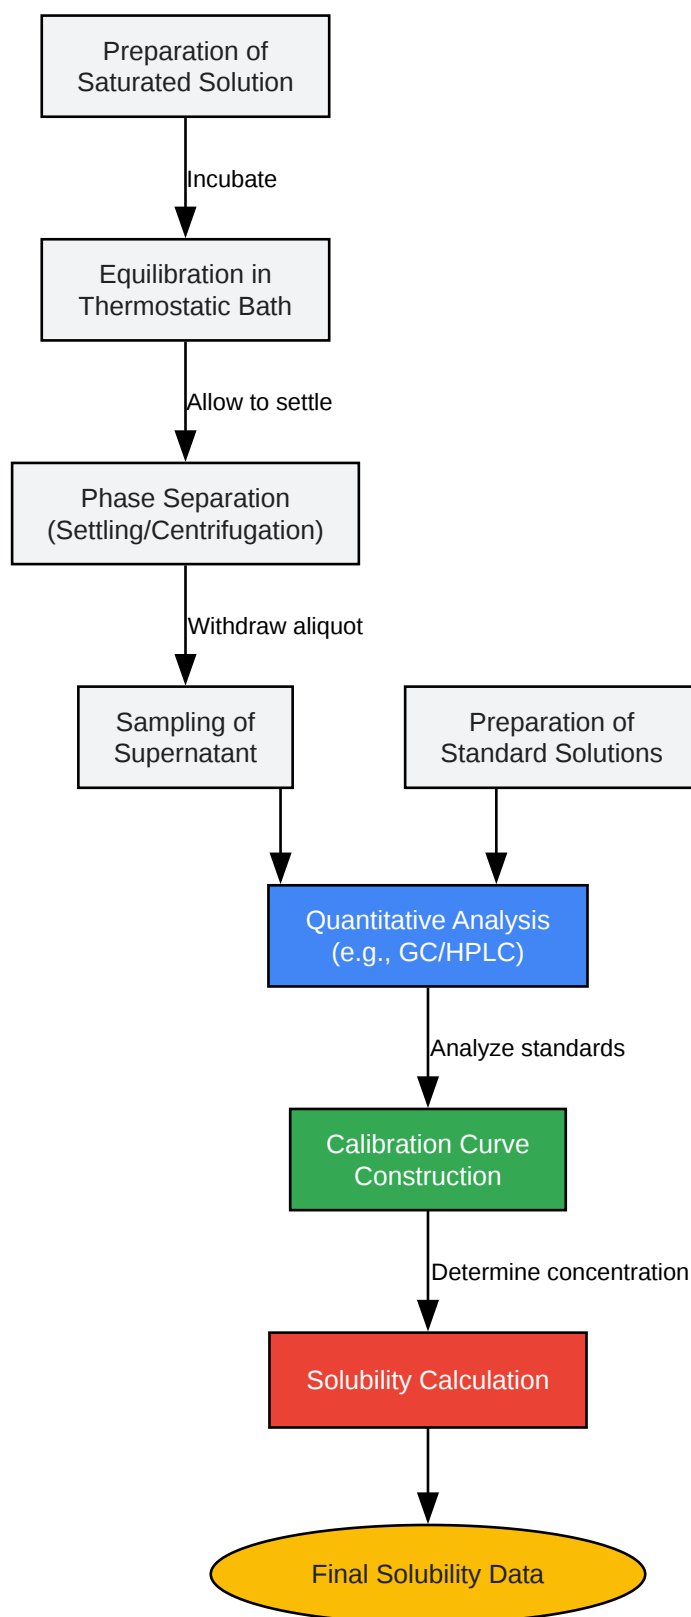 Preparation of
Saturated Solution
Incubate
Equilibration in
Thermostatic Bath
Allow to settle
Phase Separation
(Settling/Centrifugation)
Withdraw aliquot
Sampling of
Supernatant
Preparation of
Standard Solutions
Quantitative Analysis
(e.g., GC/HPLC)
Analyze standards
Calibration Curve
Construction
Determine concentration
Solubility Calculation
Final Solubility Data